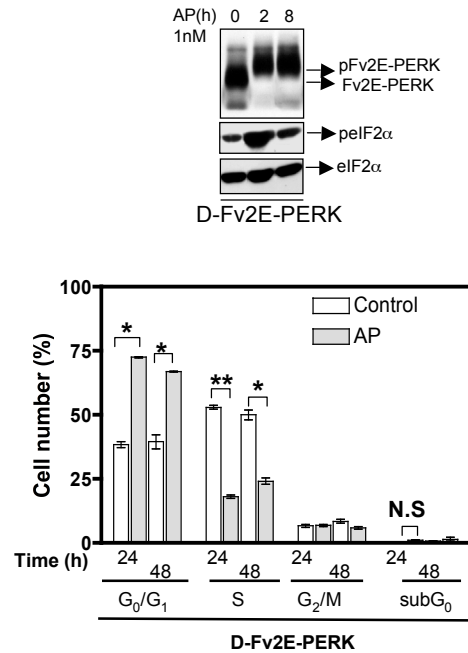 AP(h) 0 2 8
1nM
pFv2E-PERK
Fv2E-PERK
peIF2α
eIF2α
D-Fv2E-PERK
100
75
50
25
0
Cell number (%)
Control
AP
* * ** * N.S
Time (h) 24 48 24 48 24 48 24 48
G0/G1 S G2/M subG0
D-Fv2E-PERK